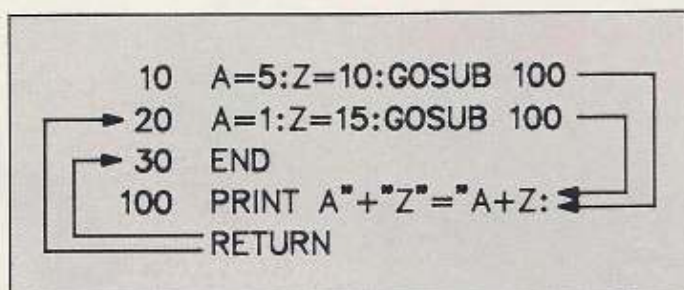 10 A=5:Z=10:GOSUB 100
20 A=1:Z=15:GOSUB 100
30 END
100 PRINT A"+"Z"="A+Z:
RETURN